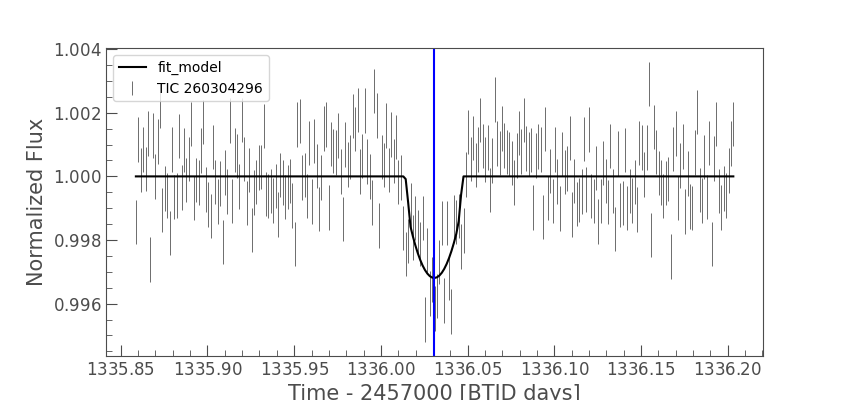 1.004
1.002
1.000
0.998
0.996
Normalized Flux
fit_model
TIC 260304296
1335.85 1335.90 1335.95 1336.00 1336.05 1336.10 1336.15 1336.20
Time - 2457000 [BTJD days]